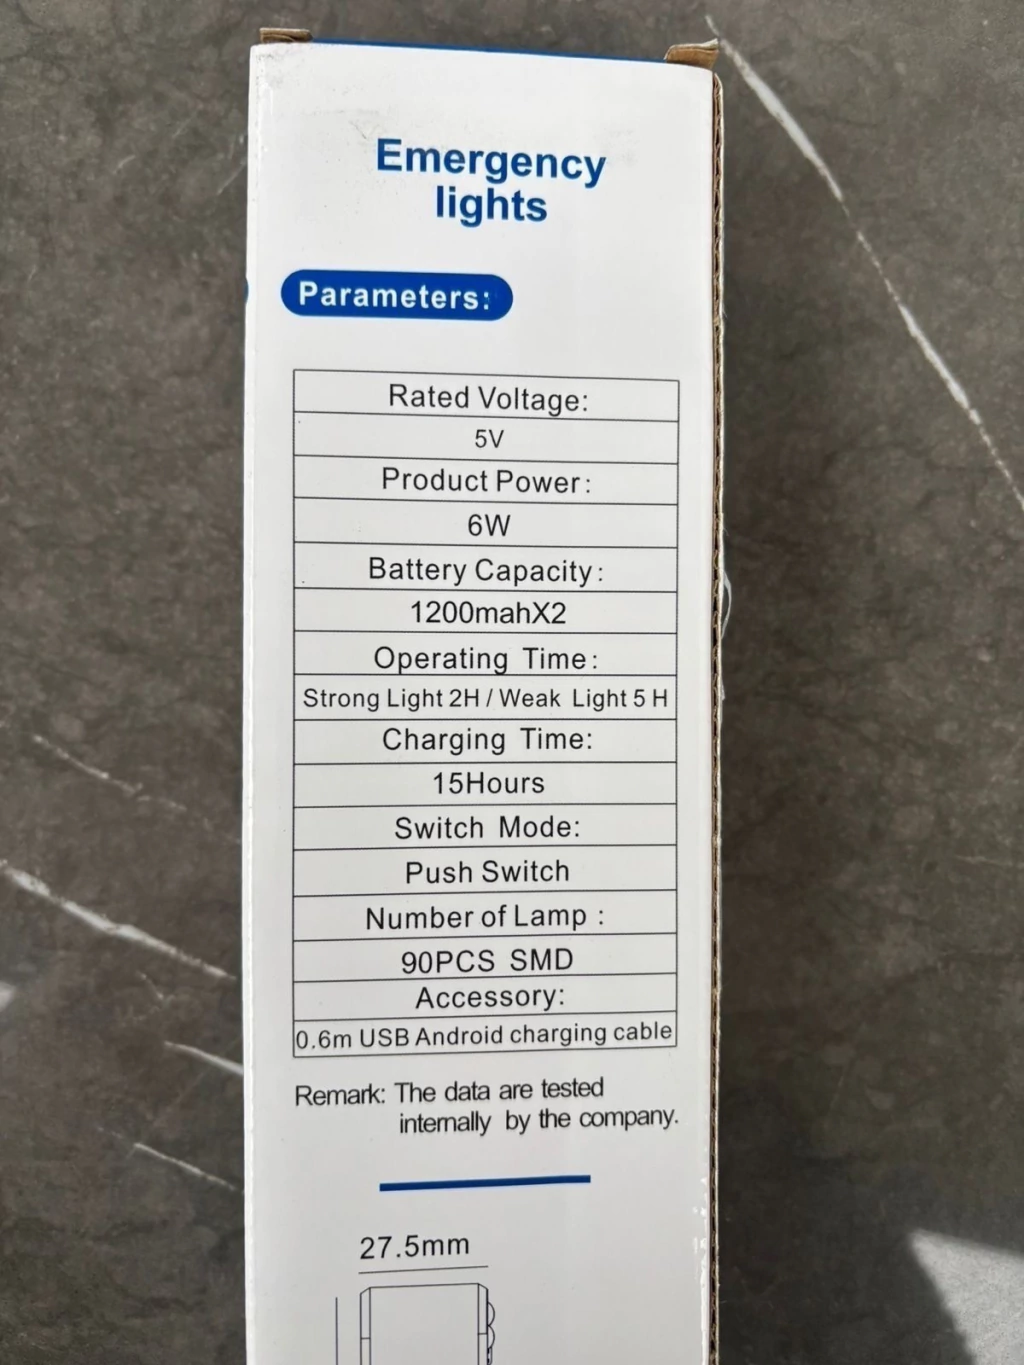 Emergency
lights
Parameters:
Rated Voltage:
5V
Product Power:
6W
Battery Capacity:
1200mahX2
Operating Time:
Strong Light 2H / Weak Light 5 H
Charging Time:
15Hours
Switch Mode:
Push Switch
Number of Lamp :
90PCS SMD
Accessory:
0.6m USB Android charging cable
Remark: The data are tested
internally by the company.
27.5mm